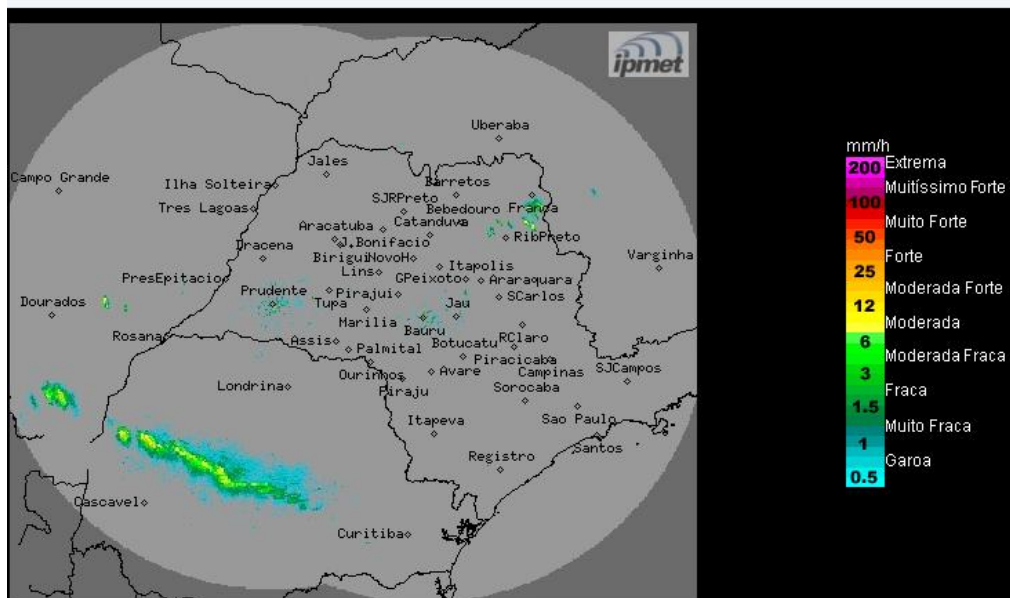 ipmet
Uberaba
Jales
Campo Grande
Ilha Solteira
Barretos
SJRPreto
Tres Lagoas
Bebedouro Franca
Aracatuba
Catanduva
RibPreto
J.Bonifacio
Dracena
Birigui NovoH
Varginha
Lins
Itapolis
PresEpitacio
GPeixoto
Araraquara
Prudente
Pirajui
SCarlos
Dourados
Tupa
Jau
Marilia
Bauru
Rosana
Assis
Botucatu
RClaro
Palmital
Piracicaba
Ourinhos
Avare
Campinas
SJCampos
Londrina
Piraju
Sorocaba
Itapeva
Sao Paulo
Santos
Registro
Cascavel
Curitiba
mm/h
200 Extrema
Muitíssimo Forte
100
Muito Forte
50
Forte
25
Moderada Forte
12
Moderada
6
Moderada Fraca
3
Fraca
1.5
Muito Fraca
1
Garoa
0.5